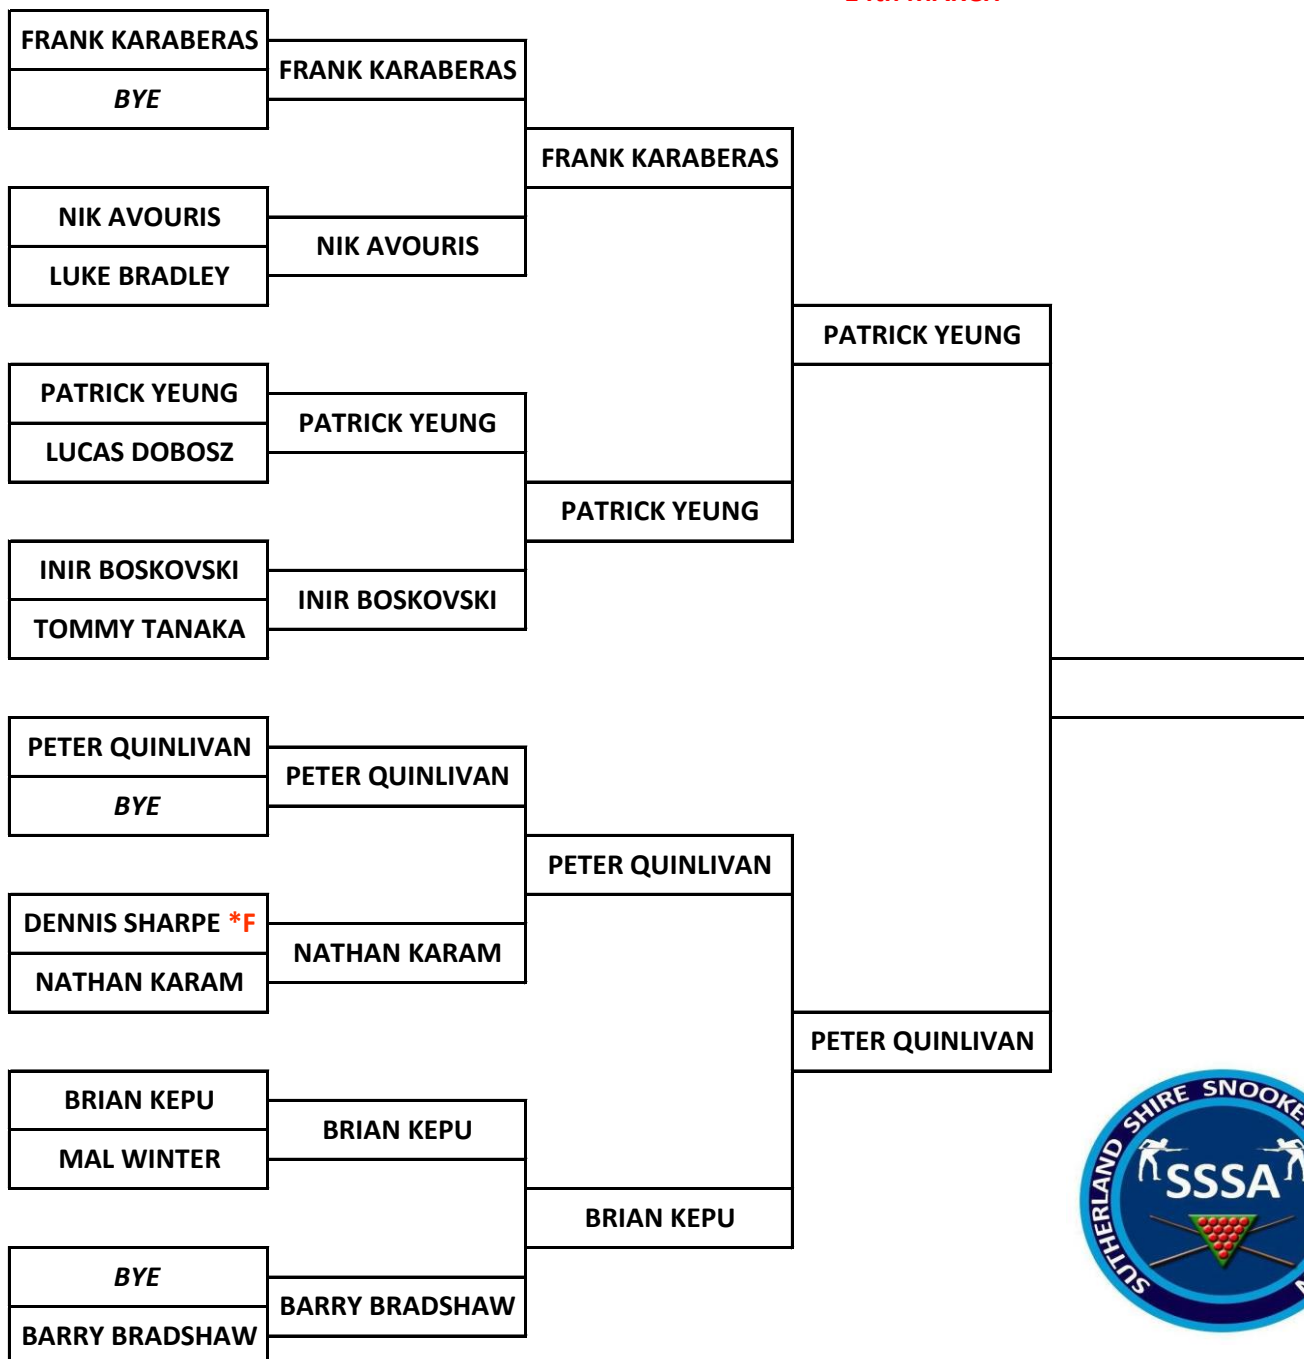 FRANK KARABERAS
BYE
NIK AVOURIS
LUKE BRADLEY
PATRICK YEUNG
LUCAS DOBOSZ
INIR BOSKOVSKI
TOMMY TANAKA
PETER QUINLIVAN
BYE
DENNIS SHARPE *F
NATHAN KARAM
BRIAN KEPU
MAL WINTER
BYE
BARRY BRADSHAW
FRANK KARABERAS
NIK AVOURIS
PATRICK YEUNG
INIR BOSKOVSKI
PETER QUINLIVAN
NATHAN KARAM
BRIAN KEPU
BARRY BRADSHAW
FRANK KARABERAS
PATRICK YEUNG
PETER QUINLIVAN
BRIAN KEPU
PATRICK YEUNG
PETER QUINLIVAN
SUTHERLAND SHIRE SNOOKE
SSSA